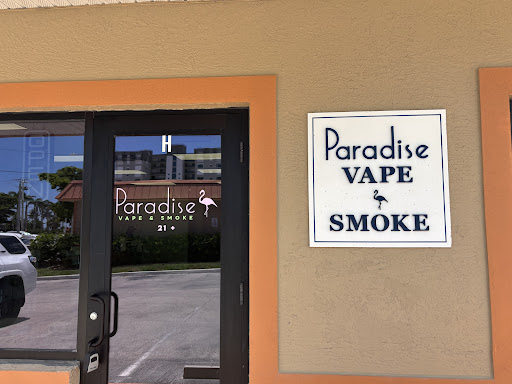 H
Paradise
VAPE & SMOKE
21 +
Paradise
VAPE
SMOKE